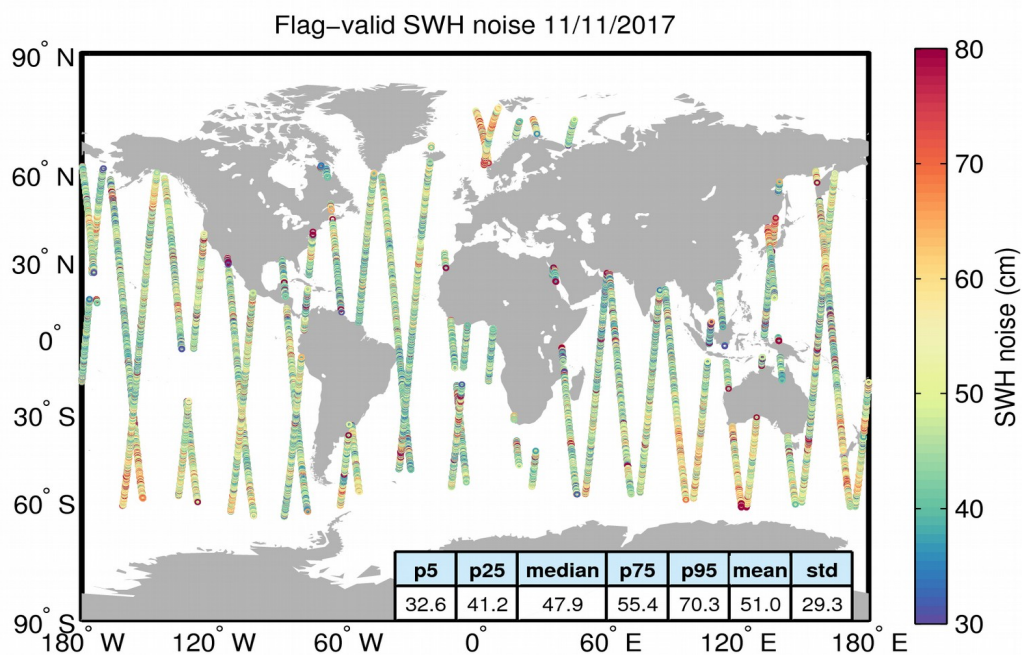 Flag−valid SWH noise 11/11/2017
90° N
60° N
30° N
0°
30° S
60° S
90° S
180° W
120° W
60° W
0°
60° E
120° E
180° E
p5 p25 median p75 p95 mean std
32.6 41.2 47.9 55.4 70.3 51.0 29.3
80
70
60
50
40
30
SWH noise (cm)